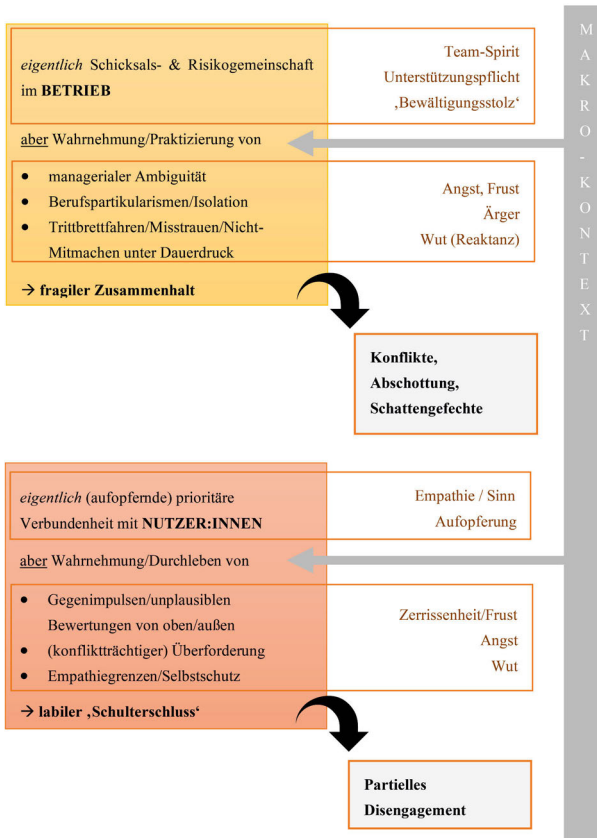 eigentlich Schicksals- & Risikogemeinschaft
im BETRIEB
Team-Spirit
Unterstützungspflicht
‚Bewältigungsstolz‘
aber Wahrnehmung/Praktizierung von
● managerialer Ambiguität
● Berufspartikularismen/Isolation
● Trittbrettfahren/Misstrauen/Nicht-
Mitmachen unter Dauerdruck
Angst, Frust
Ärger
Wut (Reaktanz)
→ fragiler Zusammenhalt
Konflikte,
Abschottung,
Schattengefechte
eigentlich (aufopfernde) prioritäre
Verbundenheit mit NUTZER:INNEN
Empathie / Sinn
Aufopferung
aber Wahrnehmung/Durchleben von
● Gegenimpulsen/unplausiblen
Bewertungen von oben/außen
● (konfliktträchtiger) Überforderung
● Empathiegrenzen/Selbstschutz
Zerrissenheit/Frust
Angst
Wut
→ labiler ‚Schulterschluss‘
Partielles
Disengagement
MAKRO-KONTEXT